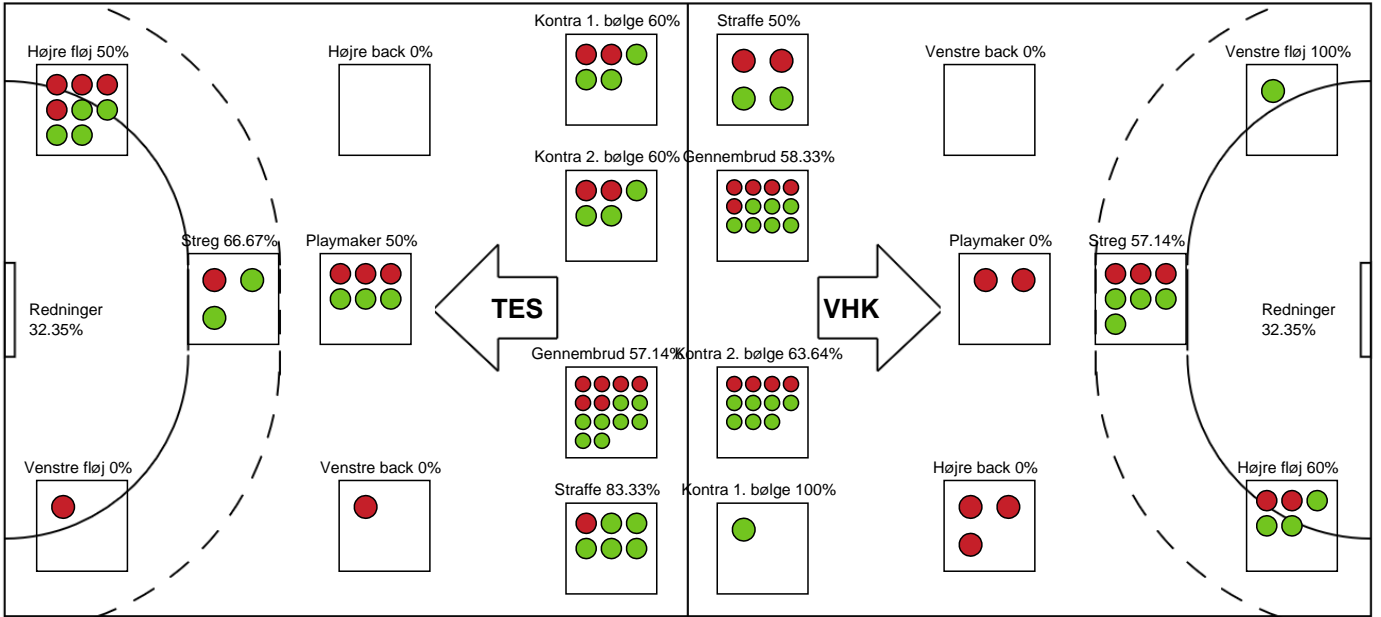 Kontra 1. bølge 60%
Straffe 50%
Højre fløj 50%
Højre back 0%
Venstre back 0%
Venstre fløj 100%
Kontra 2. bølge 60%
Gennembrud 58.33%
Streg 66.67%
Playmaker 50%
Playmaker 0%
Streg 57.14%
TES
VHK
Redninger
32.35%
Redninger
32.35%
Gennembrud 57.14%
Kontra 2. bølge 63.64%
Venstre fløj 0%
Venstre back 0%
Højre back 0%
Højre fløj 60%
Straffe 83.33%
Kontra 1. bølge 100%